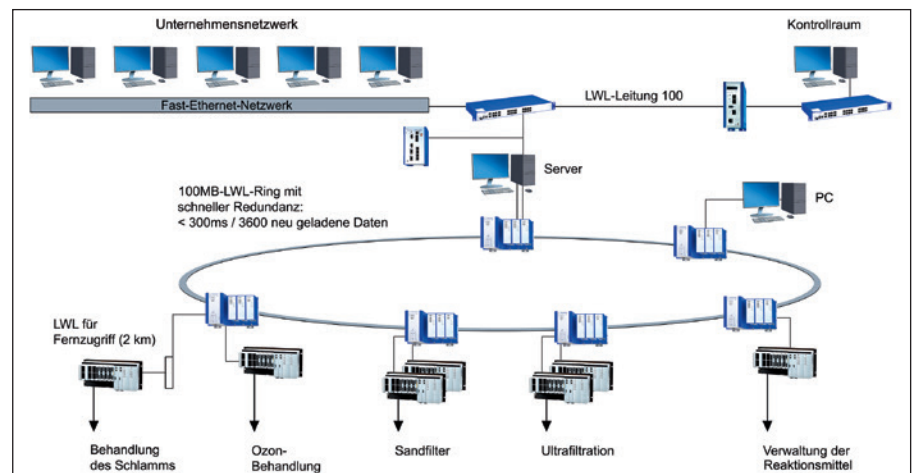 Unternehmensnetzwerk
Kontrollraum
Fast-Ethernet-Netzwerk
LWL-Leitung 100
Server
100MB-LWL-Ring mit
schneller Redundanz:
< 300ms / 3600 neu geladene Daten
PC
LWL für
Fernzugriff (2 km)
Behandlung
des Schlamms
Ozon-
Behandlung
Sandfilter
Ultrafiltration
Verwaltung der
Reaktionsmittel